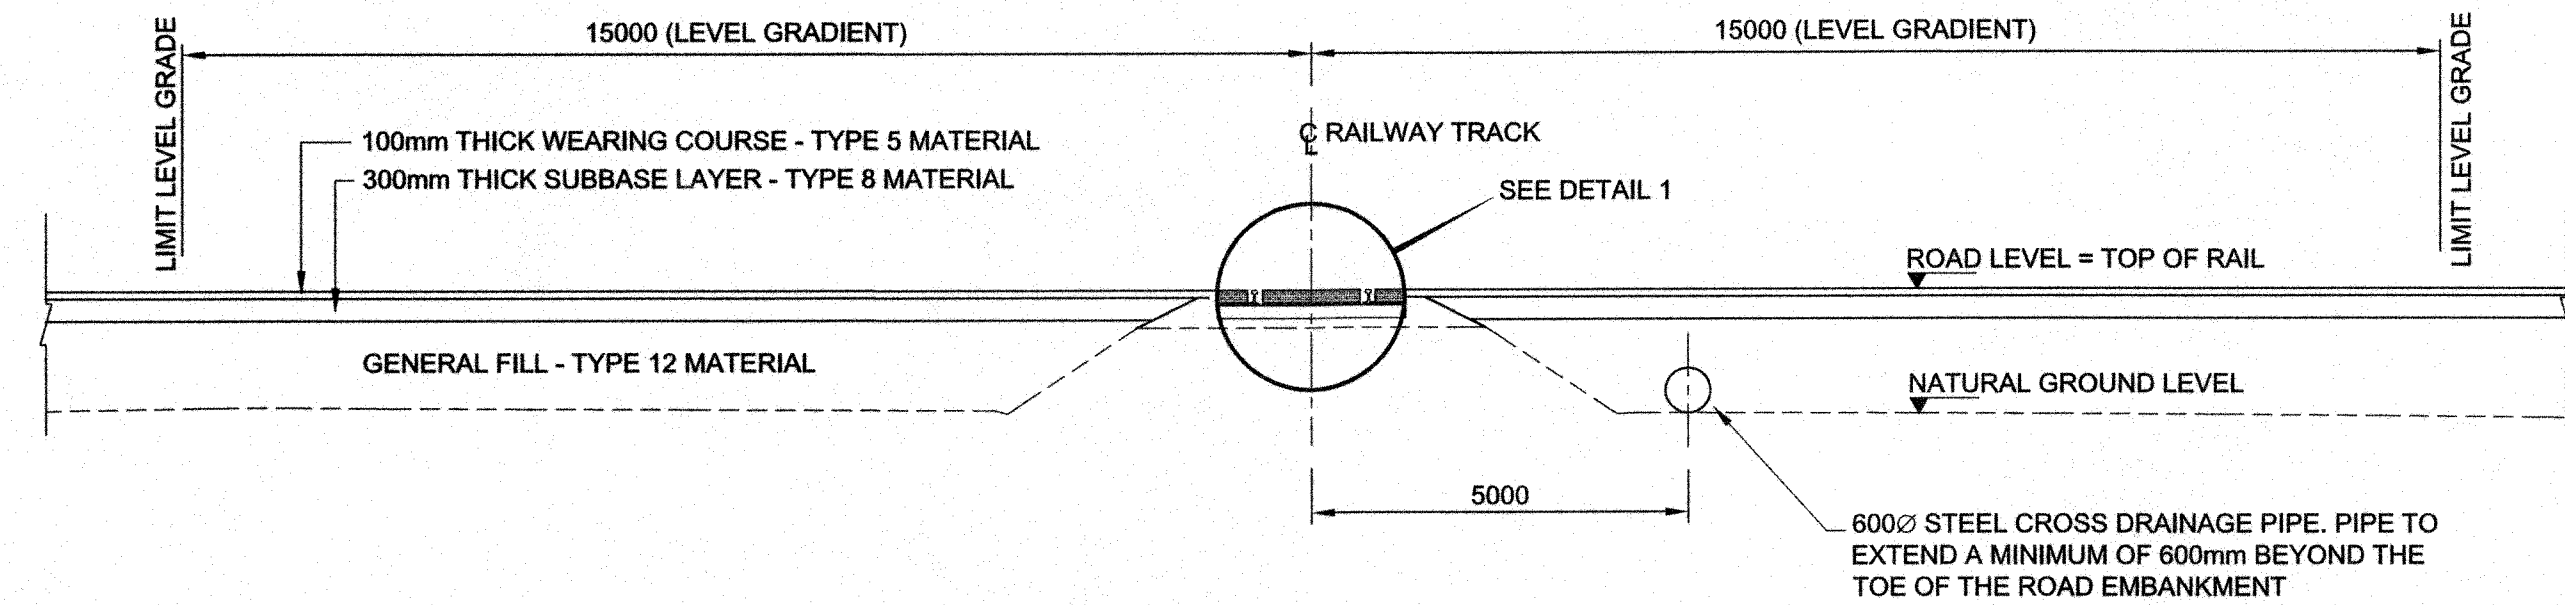 15000 (LEVEL GRADIENT)
15000 (LEVEL GRADIENT)
LIMIT LEVEL GRADE
LIMIT LEVEL GRADE
100mm THICK WEARING COURSE - TYPE 5 MATERIAL
300mm THICK SUBBASE LAYER - TYPE 8 MATERIAL
℄ RAILWAY TRACK
SEE DETAIL 1
ROAD LEVEL = TOP OF RAIL
GENERAL FILL - TYPE 12 MATERIAL
NATURAL GROUND LEVEL
5000
600∅ STEEL CROSS DRAINAGE PIPE. PIPE TO
EXTEND A MINIMUM OF 600mm BEYOND THE
TOE OF THE ROAD EMBANKMENT